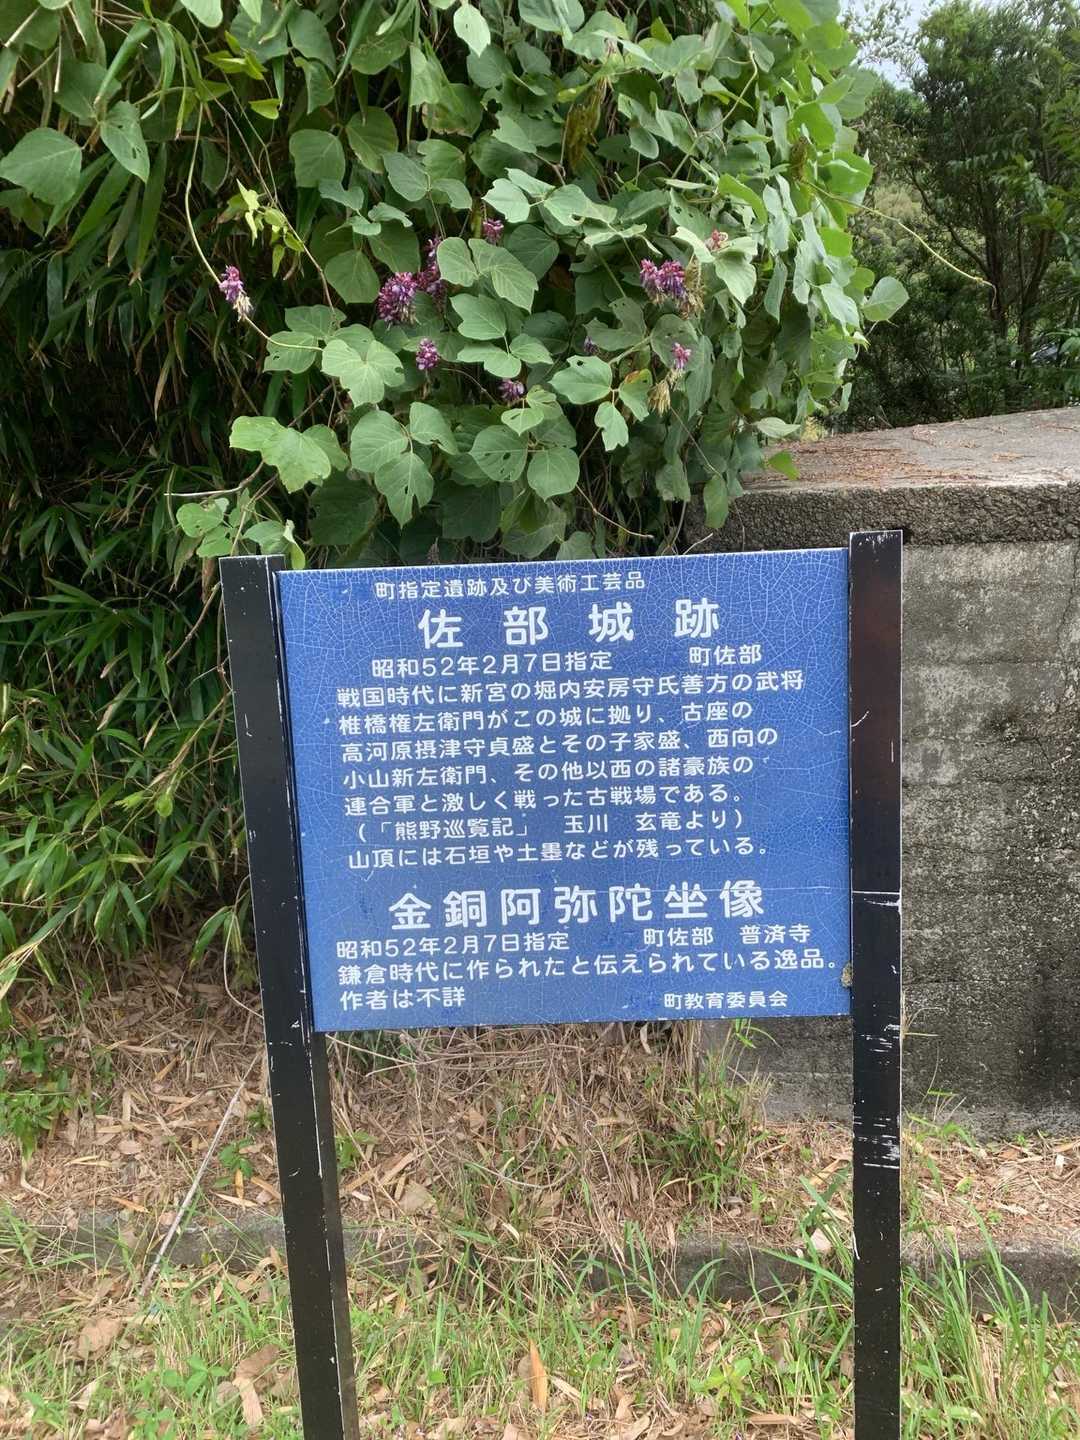 町指定遺跡及び美術工芸品
佐部城跡
昭和52年2月7日指定 町佐部
戦国時代に新宮の堀内安房守氏善方の武将
椎橋権左衛門がこの城に拠り、古座の
高河原摂津守貞盛とその子家盛、西向の
小山新左衛門、その他以西の諸豪族の
連合軍と激しく戦った古戦場である。
(「熊野巡覧記」 玉川 玄竜より)
山頂には石垣や土墨などが残っている。
金銅阿弥陀坐像
昭和52年2月7日指定 町佐部 普済寺
鎌倉時代に作られたと伝えられている逸品。
作者は不詳 町教育委員会